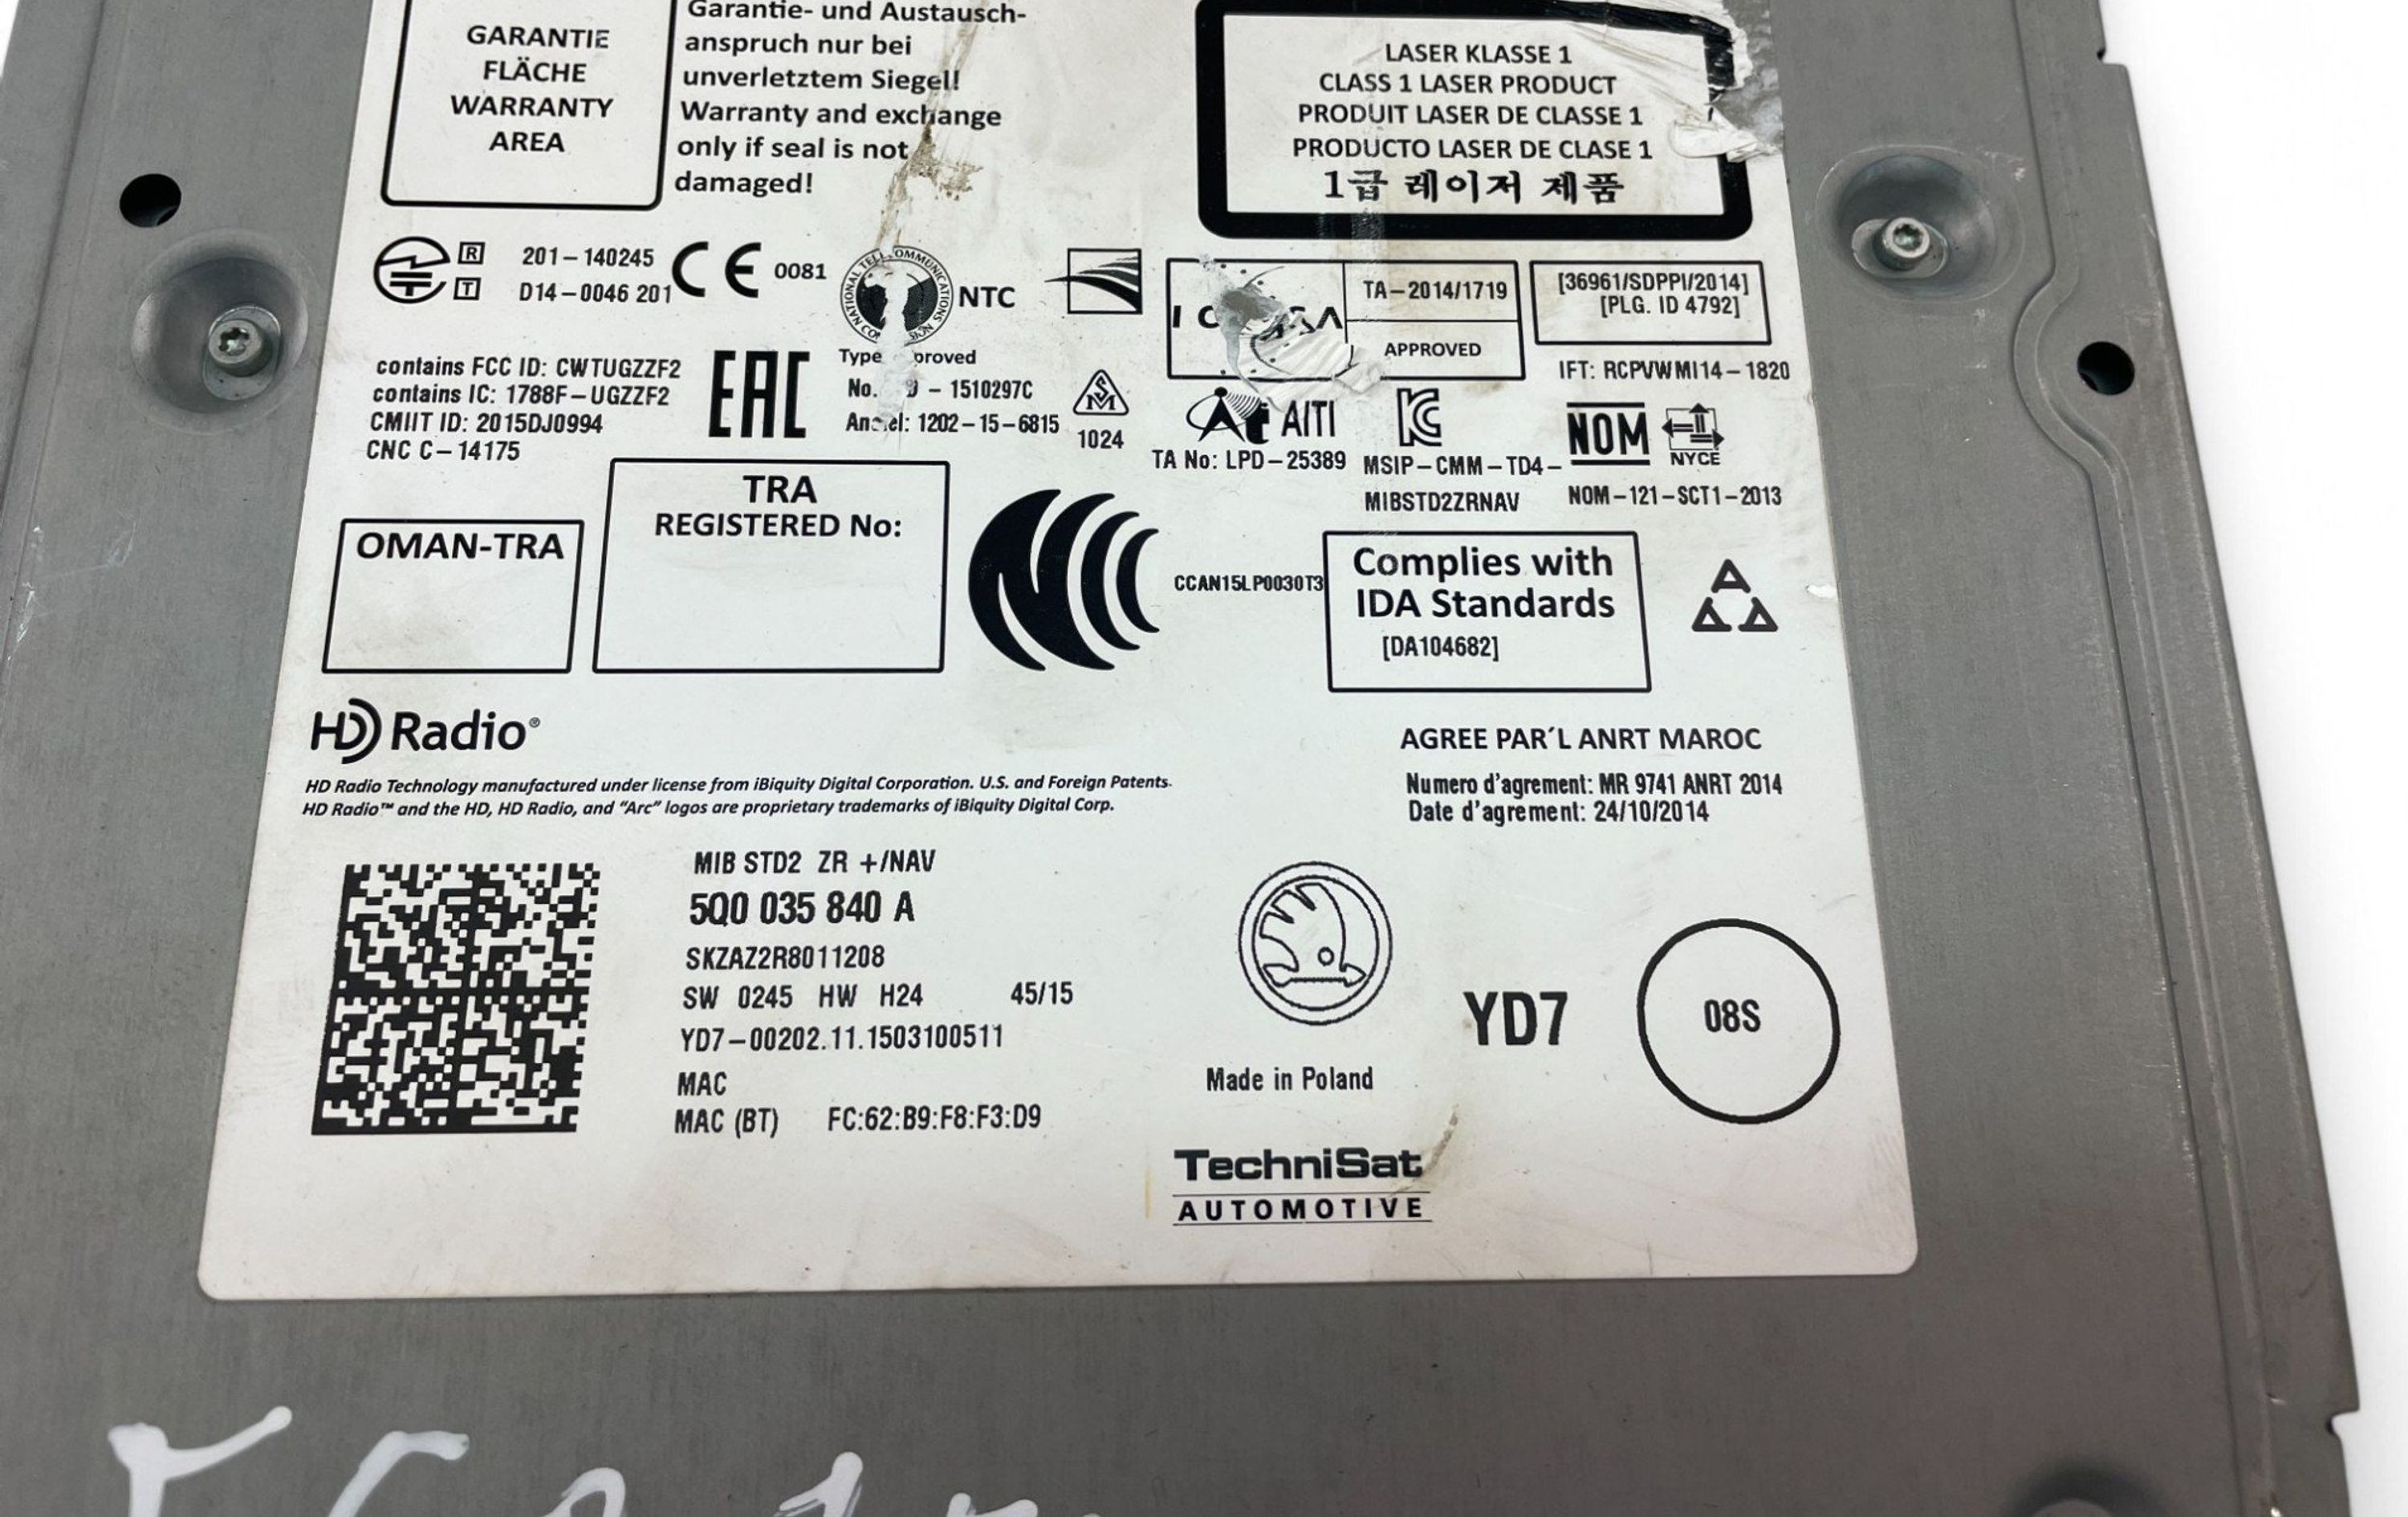 GARANTIE
FLÄCHE
WARRANTY
AREA
Garantie- und Austausch-
anspruch nur bei
unverletztem Siegel!
Warranty and exchange
only if seal is not
damaged!
LASER KLASSE 1
CLASS 1 LASER PRODUCT
PRODUIT LASER DE CLASSE 1
PRODUCTO LASER DE CLASE 1
1급 레이저 제품
R 201-140245
T D14-0046 201
CE 0081
NTC
TA-2014/1719
APPROVED
[36961/SDPPI/2014]
[PLG. ID 4792]
contains FCC ID: CWTUGZZF2
contains IC: 1788F-UGZZF2
CMIIT ID: 2015DJ0994
CNC C-14175
EAC
Type
No. - 1510297C
1202-15-6815
1024
AITI
TA No: LPD-25389
MSIP-CMM-TD4-
MIBSTD2ZRNAV
IFT: RCPVWMI14-1820
NOM
NYCE
NOM-121-SCT1-2013
OMAN-TRA
TRA
REGISTERED No:
CCAN15LP0030T3
Complies with
IDA Standards
[DA104682]
HD Radio®
HD Radio Technology manufactured under license from iBiquity Digital Corporation. U.S. and Foreign Patents.
HD Radio™ and the HD, HD Radio, and “Arc” logos are proprietary trademarks of iBiquity Digital Corp.
AGREE PAR´L ANRT MAROC
Numero d'agrement: MR 9741 ANRT 2014
Date d'agrement: 24/10/2014
MIB STD2 ZR +/NAV
5Q0 035 840 A
SKZAZ2R8011208
SW 0245 HW H24 45/15
YD7-00202.11.1503100511
MAC
MAC (BT) FC:62:B9:F8:F3:D9
Made in Poland
YD7
08S
TechniSat
AUTOMOTIVE